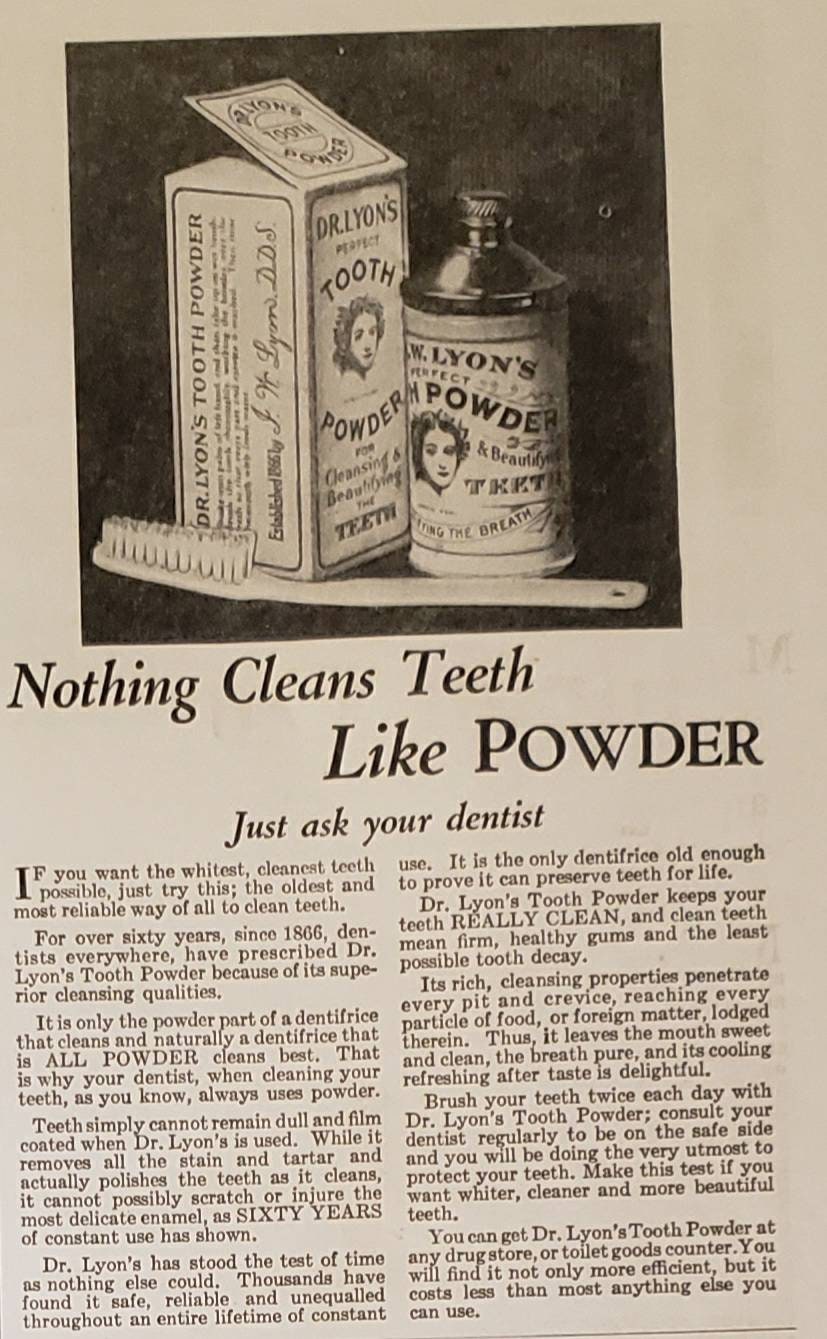 DR. LYON'S
TOOTH
POWDER
DR. LYON'S TOOTH POWDER
Established 1866 by J. W. Lyon, D.D.S.
DR. LYON'S
PERFECT
TOOTH
POWDER
FOR
Cleansing &
Beautifying
THE
TEETH
W. LYON'S
PERFECT
H POWDER
& Beautify
TEETH
THE BREATH
Nothing Cleans Teeth
Like POWDER
Just ask your dentist
IF you want the whitest, cleanest teeth
possible, just try this; the oldest and
most reliable way of all to clean teeth.
For over sixty years, since 1866, den-
tists everywhere, have prescribed Dr.
Lyon's Tooth Powder because of its supe-
rior cleansing qualities.
It is only the powder part of a dentifrice
that cleans and naturally a dentifrice that
is ALL POWDER cleans best. That
is why your dentist, when cleaning your
teeth, as you know, always uses powder.
Teeth simply cannot remain dull and film
coated when Dr. Lyon's is used. While it
removes all the stain and tartar and
actually polishes the teeth as it cleans,
it cannot possibly scratch or injure the
most delicate enamel, as SIXTY YEARS
of constant use has shown.
Dr. Lyon's has stood the test of time
as nothing else could. Thousands have
found it safe, reliable and unequalled
throughout an entire lifetime of constant
use. It is the only dentifrice old enough
to prove it can preserve teeth for life.
Dr. Lyon's Tooth Powder keeps your
teeth REALLY CLEAN, and clean teeth
mean firm, healthy gums and the least
possible tooth decay.
Its rich, cleansing properties penetrate
every pit and crevice, reaching every
particle of food, or foreign matter, lodged
therein. Thus, it leaves the mouth sweet
and clean, the breath pure, and its cooling
refreshing after taste is delightful.
Brush your teeth twice each day with
Dr. Lyon's Tooth Powder; consult your
dentist regularly to be on the safe side
and you will be doing the very utmost to
protect your teeth. Make this test if you
want whiter, cleaner and more beautiful
teeth.
You can get Dr. Lyon's Tooth Powder at
any drug store, or toilet goods counter. You
will find it not only more efficient, but it
costs less than most anything else you
can use.